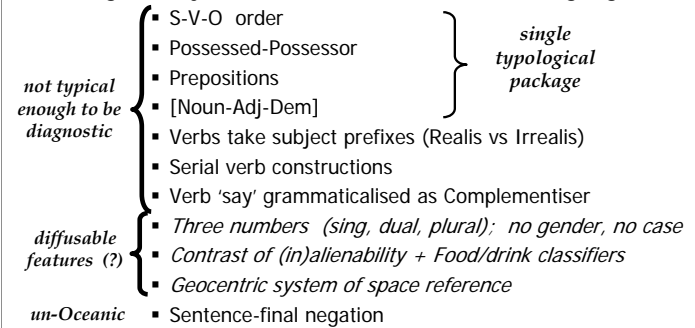 ▪ S-V-O order
▪ Possessed-Possessor
▪ Prepositions
▪ [Noun-Adj-Dem]
single
typological
package
▪ Verbs take subject prefixes (Realis vs Irrealis)
▪ Serial verb constructions
▪ Verb ‘say’ grammaticalised as Complementiser
not typical
enough to be
diagnostic
▪ Three numbers (sing, dual, plural); no gender, no case
▪ Contrast of (in)alienability + Food/drink classifiers
▪ Geocentric system of space reference
diffusable
features (?)
un-Oceanic ▪ Sentence-final negation